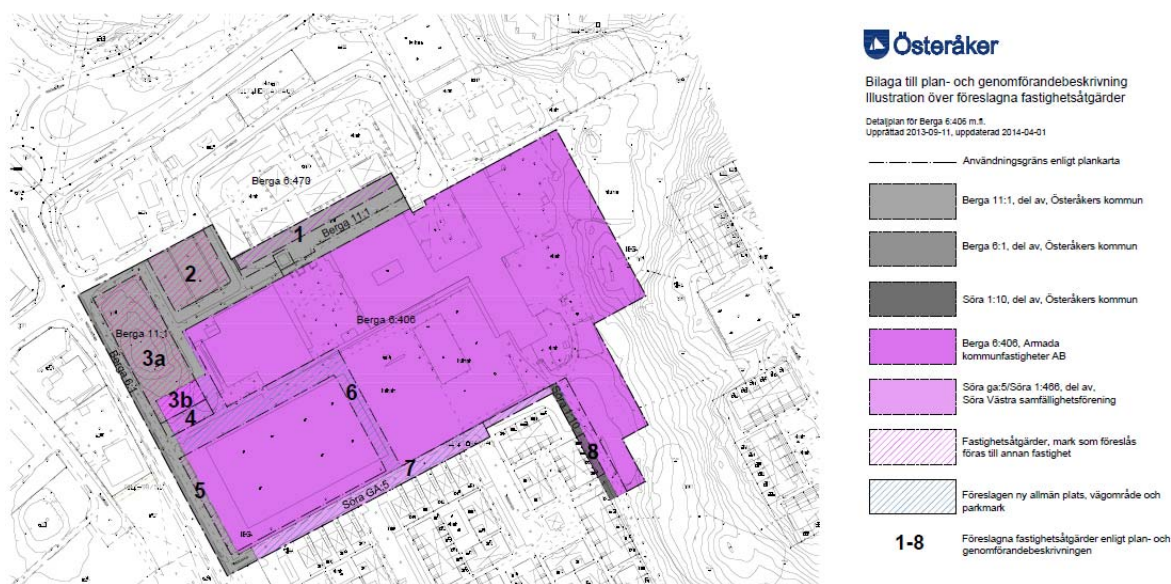 Berga 6:470
1
Berga 11:1
2.
Berga 11:1
3a
Berga 6:1
Berga 6:406
3b
4
6
5
7
Söra GA:5
Söra 1:10
8
Österåker
Bilaga till plan- och genomförandebeskrivning
Illustration över föreslagna fastighetsåtgärder
Detaljplan för Berga 6:406 m.fl.
Upprättad 2013-09-11, uppdaterad 2014-04-01
Användningsgräns enligt plankarta
Berga 11:1, del av, Österåkers kommun
Berga 6:1, del av, Österåkers kommun
Söra 1:10, del av, Österåkers kommun
Berga 6:406, Armada
kommunfastigheter AB
Söra ga:5/Söra 1:466, del av,
Söra Västra samfällighetsförening
Fastighetsåtgärder, mark som föreslås
föras till annan fastighet
Föreslagen ny allmän plats, vägområde och
parkmark
1-8
Föreslagna fastighetsåtgärder enligt plan- och
genomförandebeskrivningen